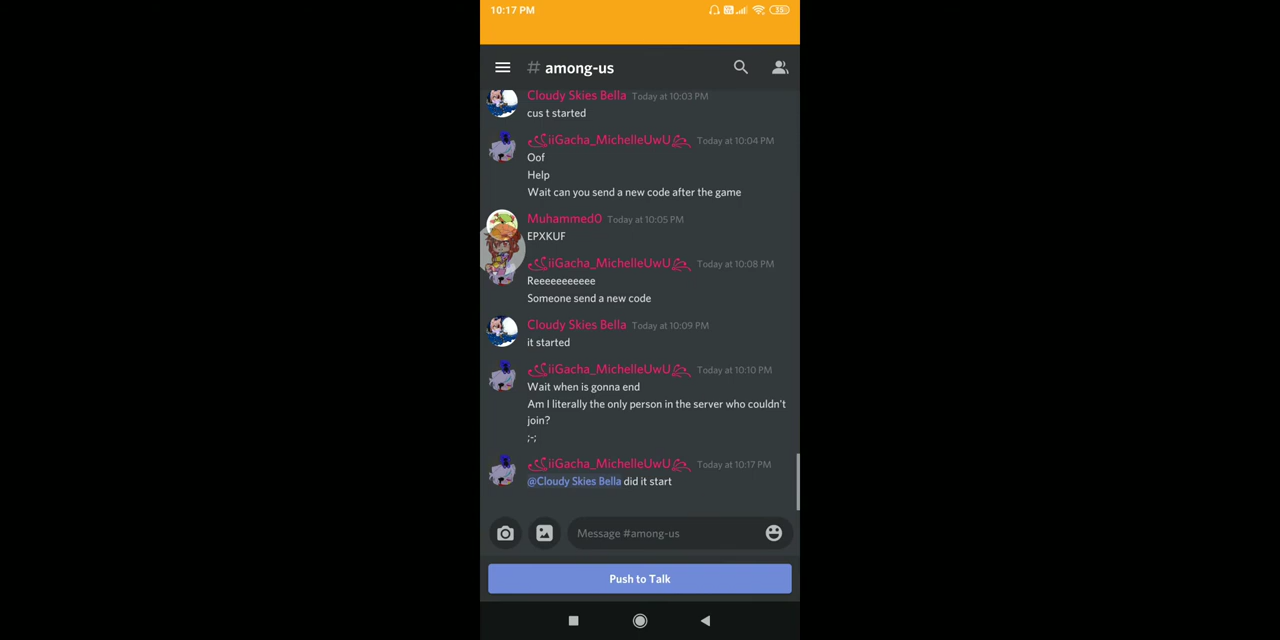 10:17 PM
35
# among-us
Cloudy Skies Bella Today at 10:03 PM
cus t started
iiGacha_MichelleUwU Today at 10:04 PM
Oof
Help
Wait can you send a new code after the game
Muhammed0 Today at 10:05 PM
EPXKUF
iiGacha_MichelleUwU Today at 10:08 PM
Reeeeeeeeeee
Someone send a new code
Cloudy Skies Bella Today at 10:09 PM
it started
iiGacha_MichelleUwU Today at 10:10 PM
Wait when is gonna end
Am I literally the only person in the server who couldn't
join?
;-;
iiGacha_MichelleUwU Today at 10:17 PM
@Cloudy Skies Bella did it start
Message #among-us
Push to Talk